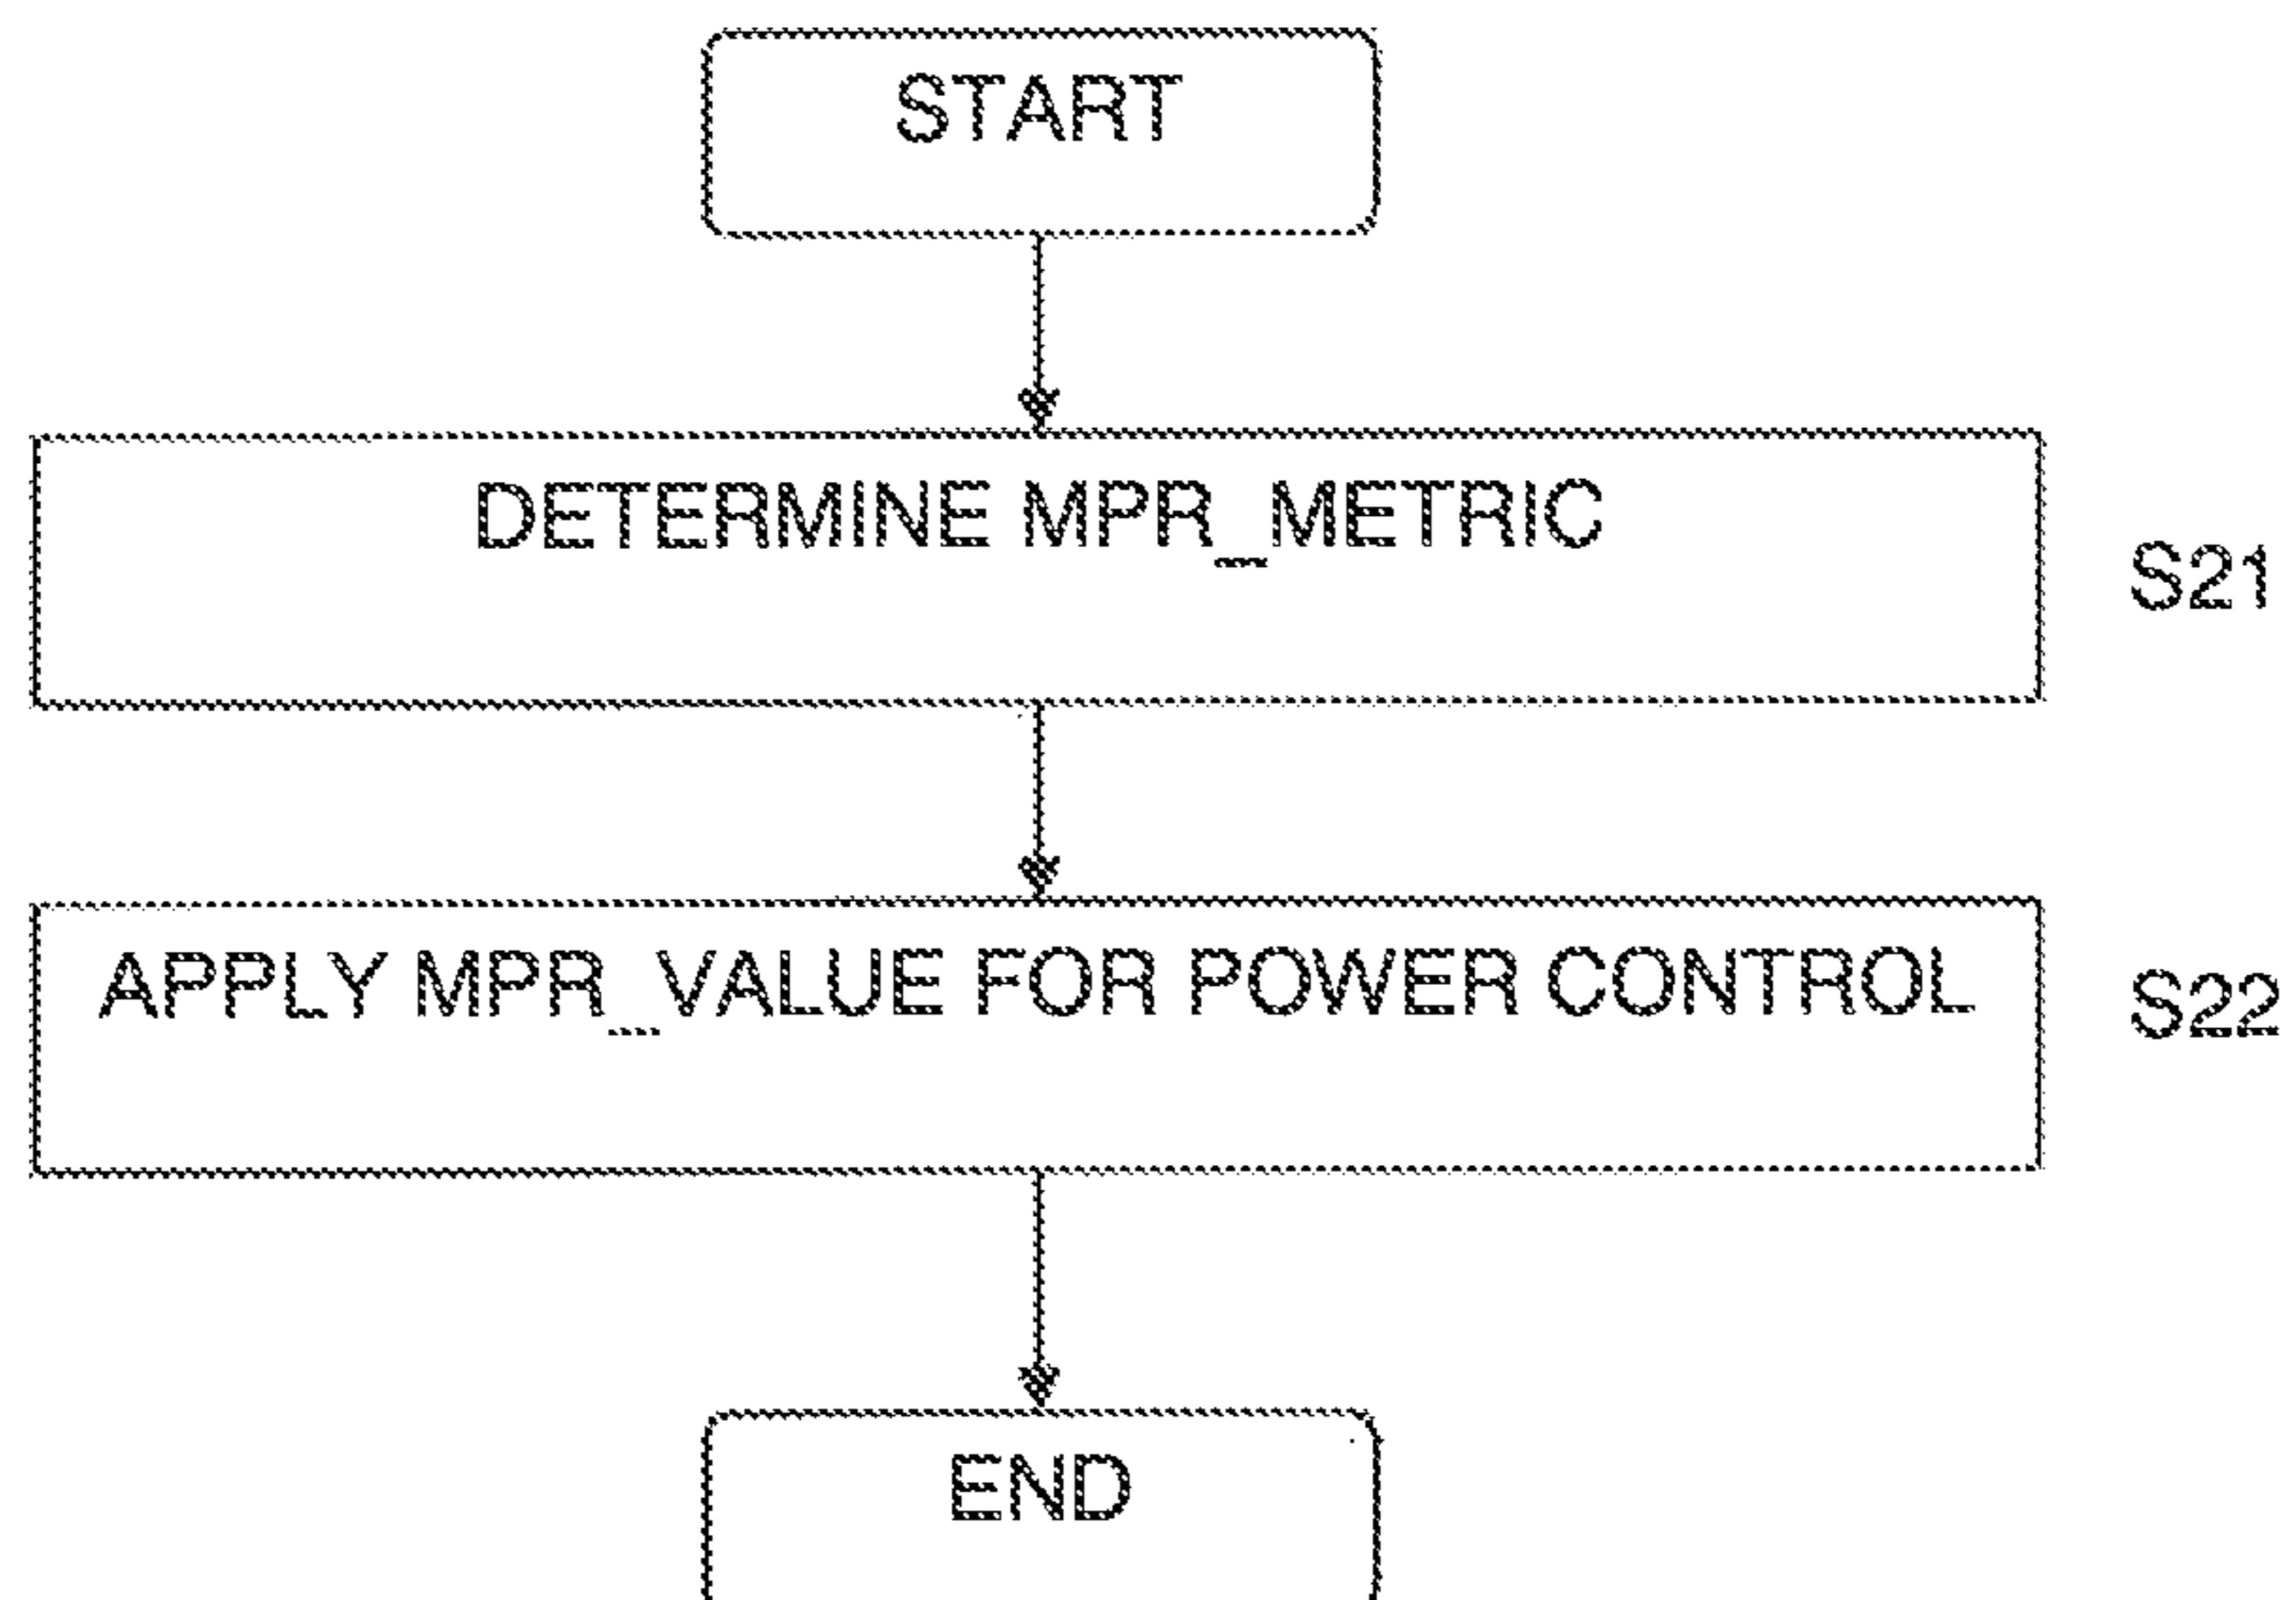 START
DETERMINE MPR_METRIC
S21
APPLY MPR_VALUE FOR POWER CONTROL
S22
END